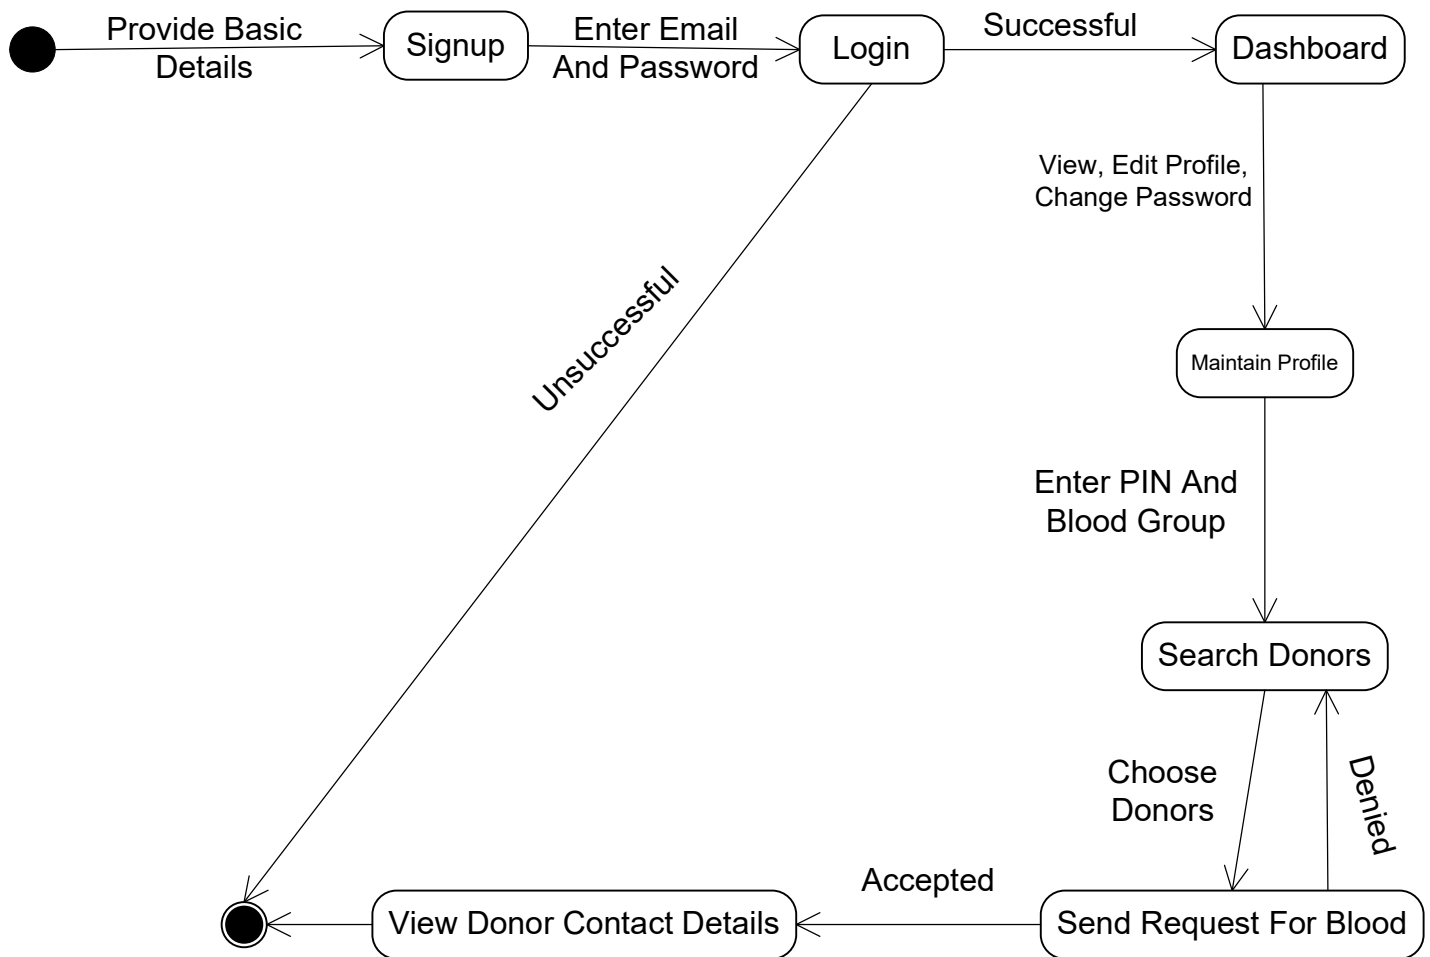 Provide Basic
Details
Signup
Enter Email
And Password
Login
Successful
Dashboard
View, Edit Profile,
Change Password
Unsuccessful
Maintain Profile
Enter PIN And
Blood Group
Search Donors
Choose
Donors
Denied
Accepted
View Donor Contact Details
Send Request For Blood